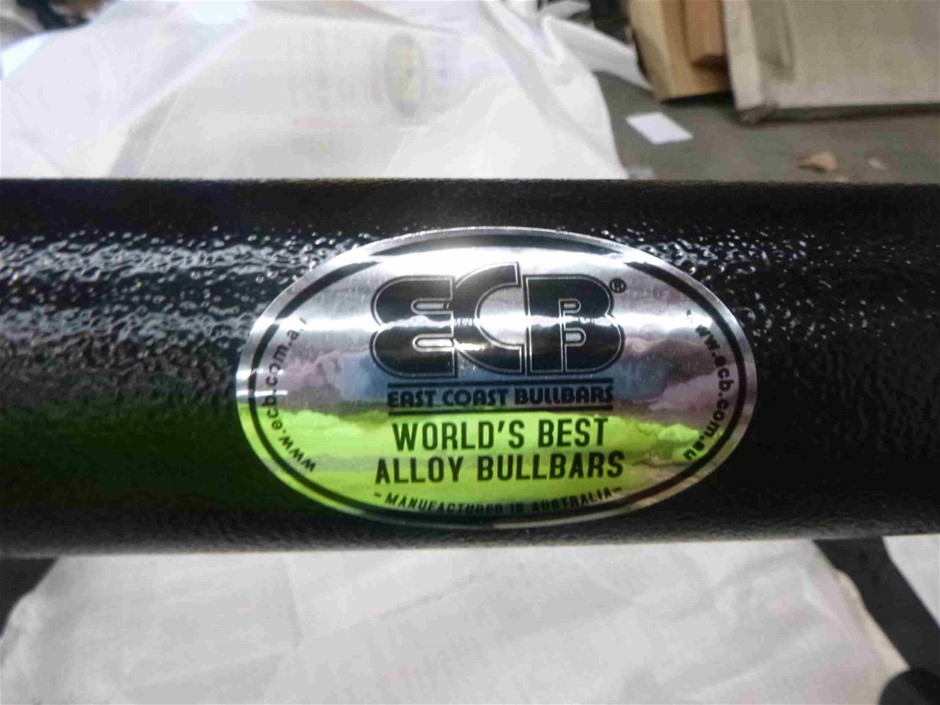 ECB®
EAST COAST BULLBARS
WORLD'S BEST
ALLOY BULLBARS
-MANUFACTURED IN AUSTRALIA-
www.ecb.com.au
www.ecb.com.au